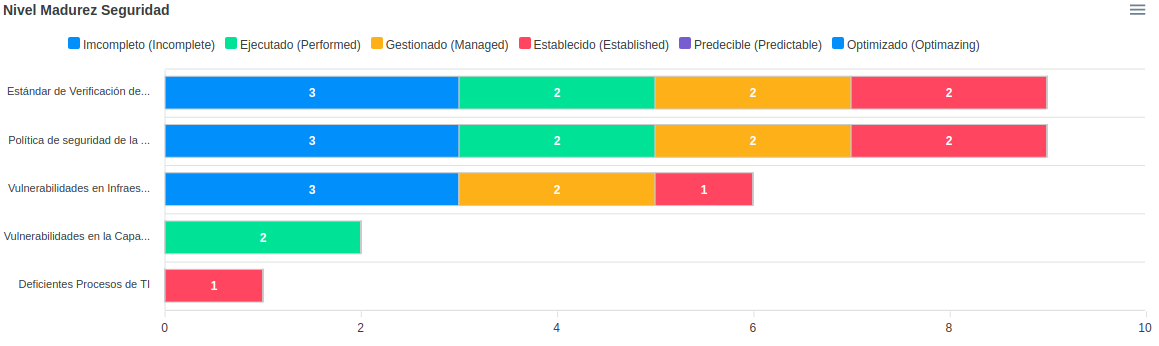 Nivel Madurez Seguridad
Imcompleto (Incomplete) Ejecutado (Performed) Gestionado (Managed) Establecido (Established) Predecible (Predictable) Optimizado (Optimazing)
Estándar de Verificación de... 3 2 2 2
Política de seguridad de la ... 3 2 2 2
Vulnerabilidades en Infraes... 3 2 1
Vulnerabilidades en la Capa... 2
Deficientes Procesos de TI 1
0 2 4 6 8 10